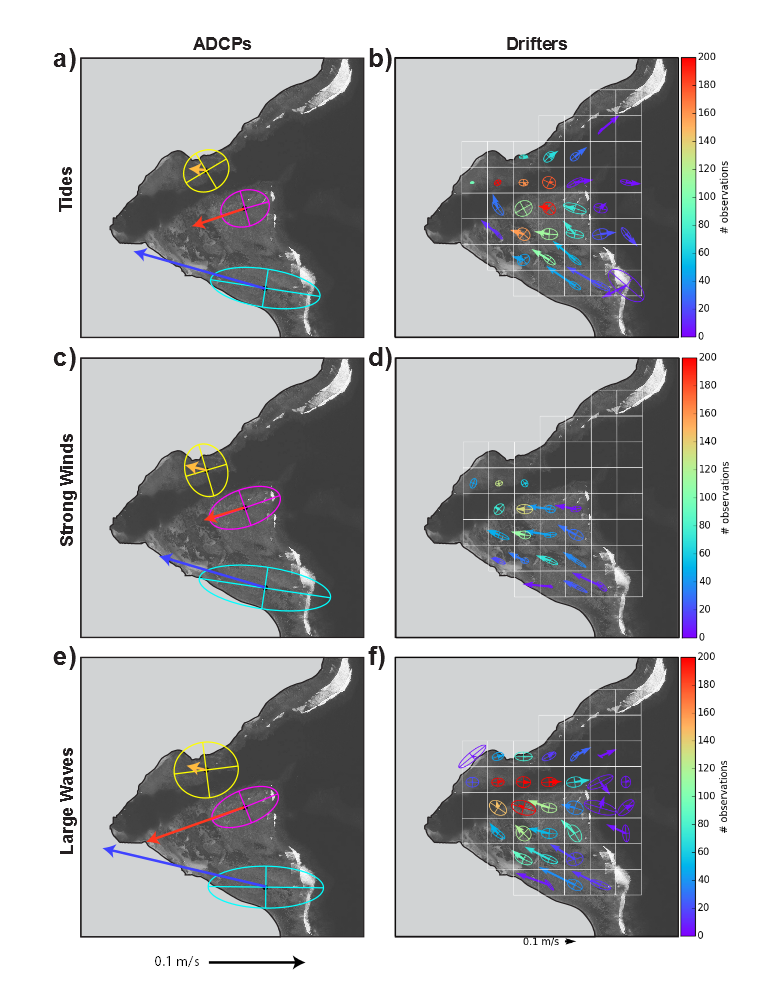 ADCPs
Drifters
a)
b)
Tides
200
180
160
140
120
100
80
60
40
20
0
# observations
c)
d)
Strong Winds
200
180
160
140
120
100
80
60
40
20
0
# observations
e)
f)
Large Waves
200
180
160
140
120
100
80
60
40
20
0
# observations
0.1 m/s
0.1 m/s